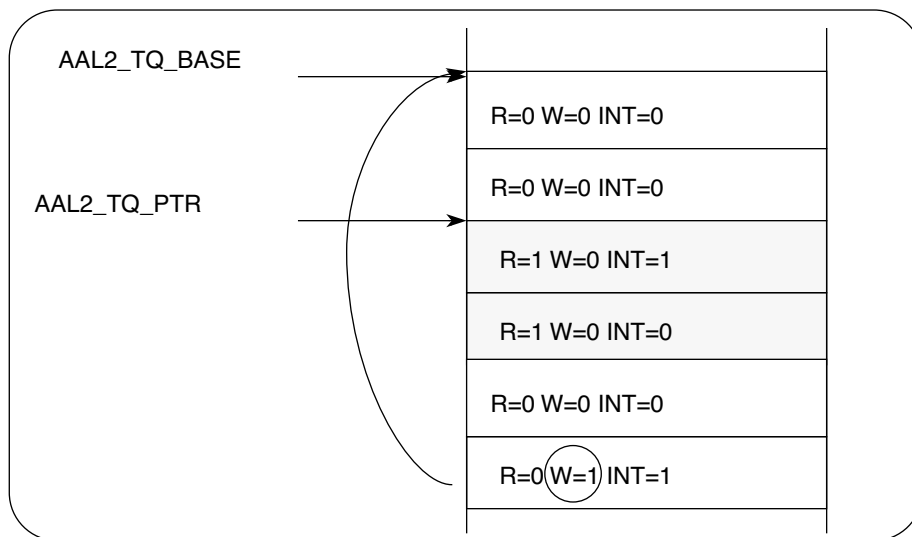 AAL2_TQ_BASE
R=0 W=0 INT=0
R=0 W=0 INT=0
AAL2_TQ_PTR
R=1 W=0 INT=1
R=1 W=0 INT=0
R=0 W=0 INT=0
R=0 W=1 INT=1